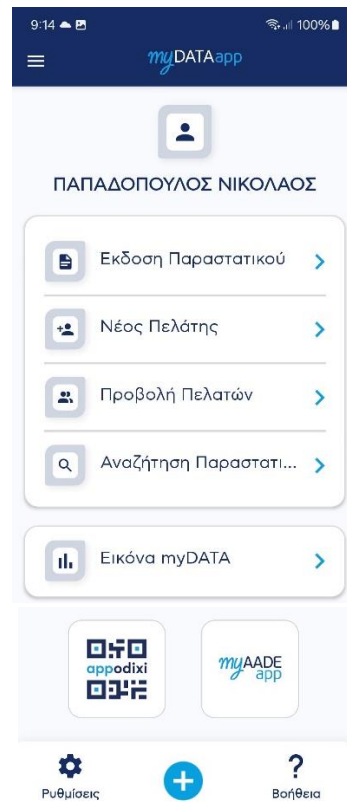 9:14 100%
myDATAapp
ΠΑΠΑΔΟΠΟΥΛΟΣ ΝΙΚΟΛΑΟΣ
Εκδοση Παραστατικού
Νέος Πελάτης
Προβολή Πελατών
Αναζήτηση Παραστατι...
Εικόνα myDATA
appodixi
myAADE
app
Ρυθμίσεις
Βοήθεια